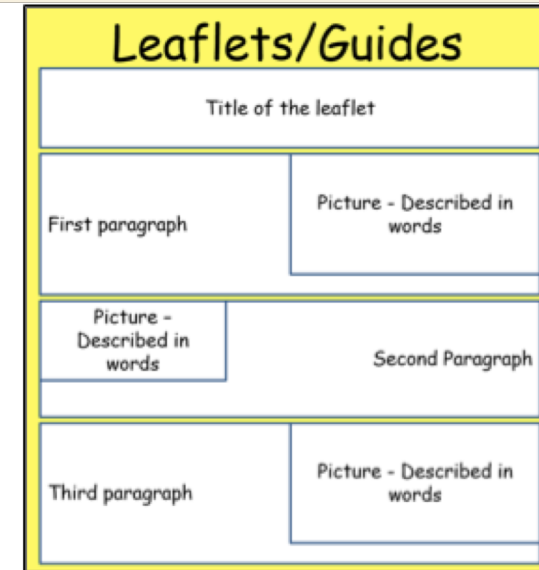 Leaflets/Guides
Title of the leaflet
First paragraph
Picture - Described in
words
Picture -
Described in
words
Second Paragraph
Third paragraph
Picture - Described in
words